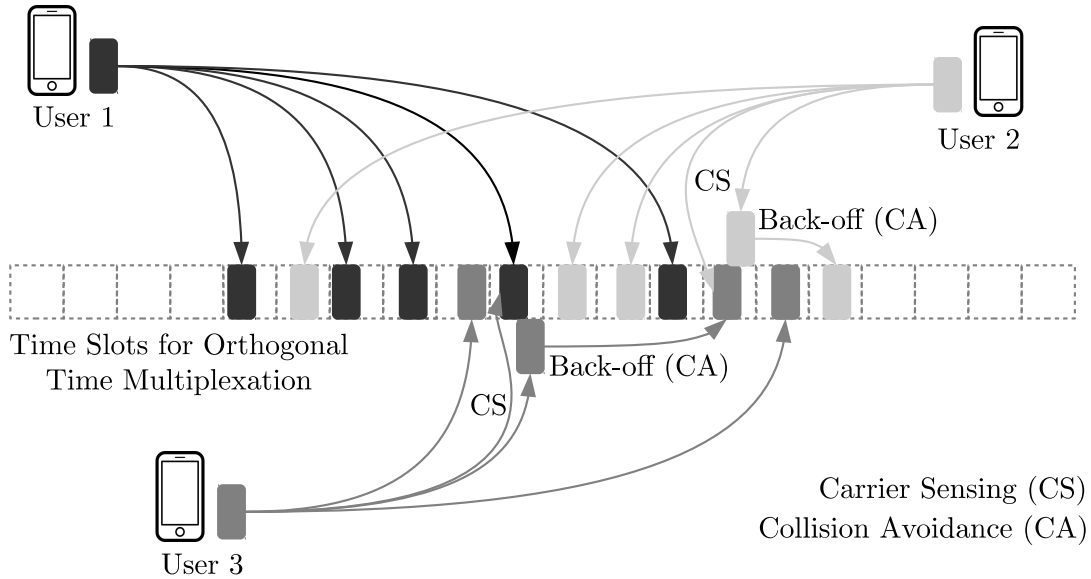 User 1
User 2
CS
Back-off (CA)
Time Slots for Orthogonal
Time Multiplexation
Back-off (CA)
CS
User 3
Carrier Sensing (CS)
Collision Avoidance (CA)